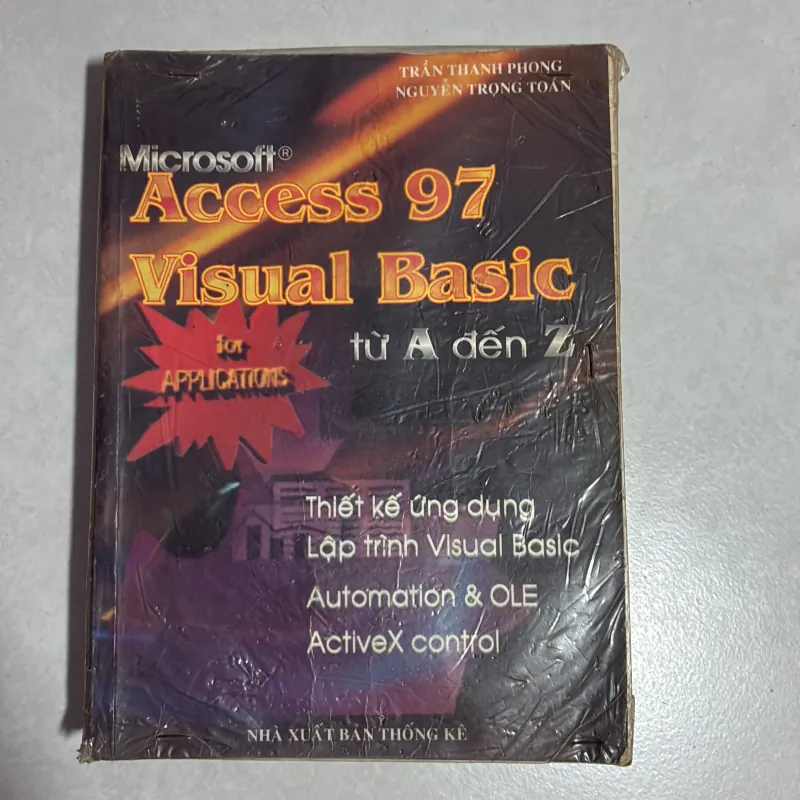 TRẦN THANH PHONG
NGUYỄN TRỌNG TOÁN
Microsoft®
Access 97
Visual Basic
for
APPLICATIONS
từ A đến Z
Thiết kế ứng dụng
Lập trình Visual Basic
Automation & OLE
ActiveX control
NHÀ XUẤT BẢN THỐNG KÊ